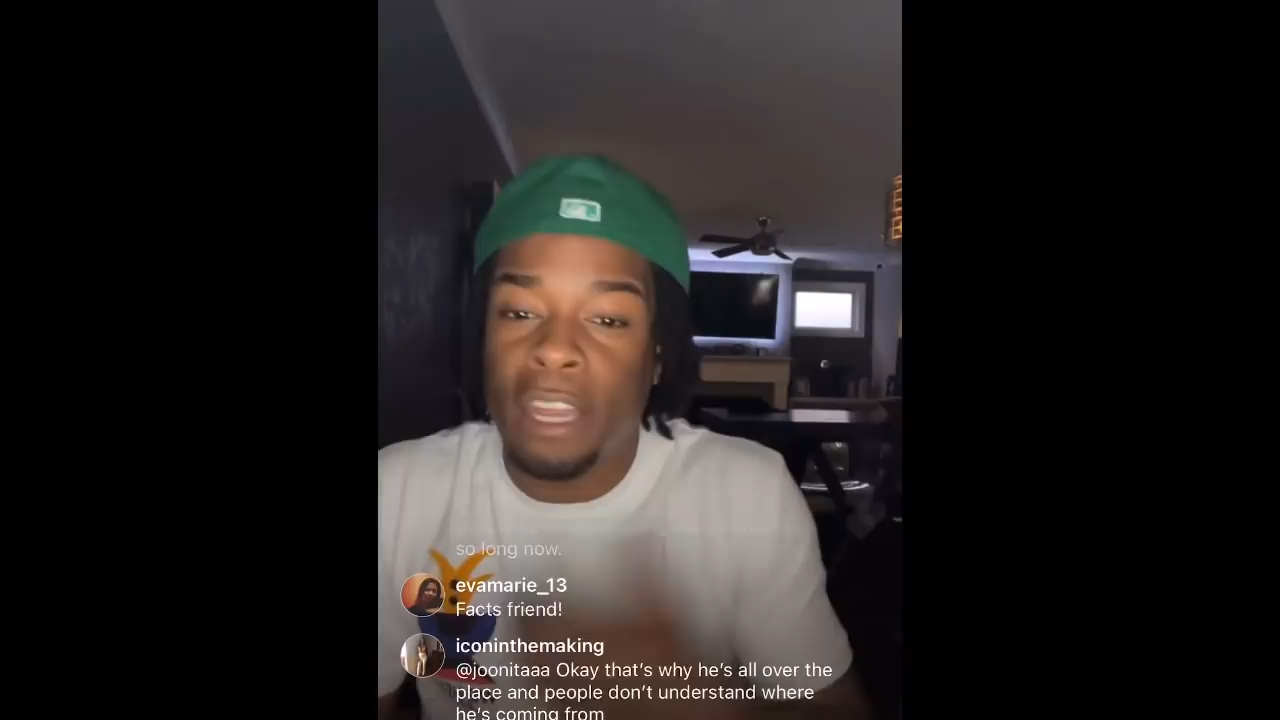 so long now.
evamarie_13
Facts friend!
iconinthemaking
@joonitaaa Okay that’s why he’s all over the
place and people don’t understand where
he’s coming from